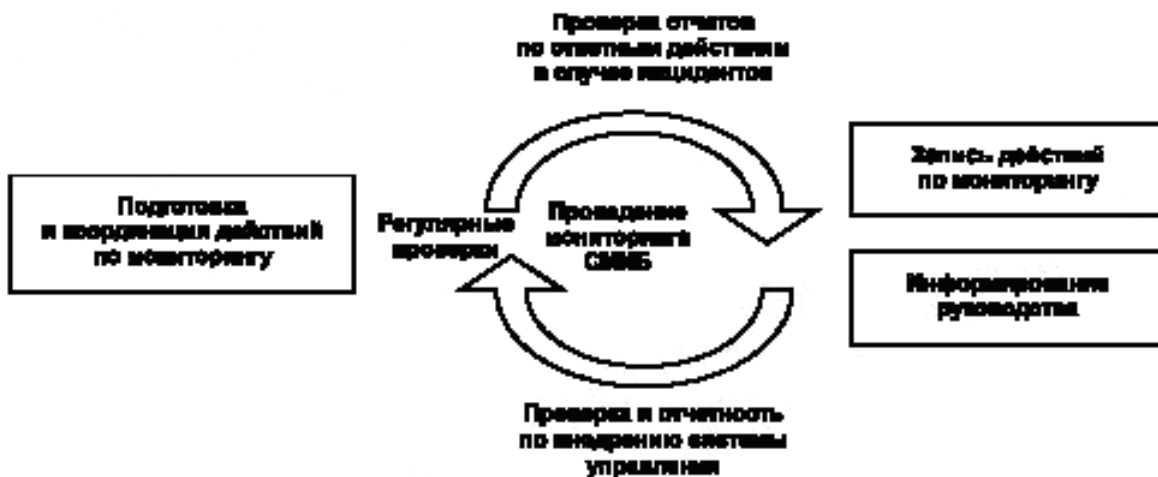 Проверка отчетов
по ответным действиям
в случае инцидентов
Подготовка
и координация действий
по мониторингу
Регулярные
проверки
Проведение
мониторинга
СМИБ
Запись действий
по мониторингу
Информирование
руководства
Проверка и отчетность
по внедрению системы
управления